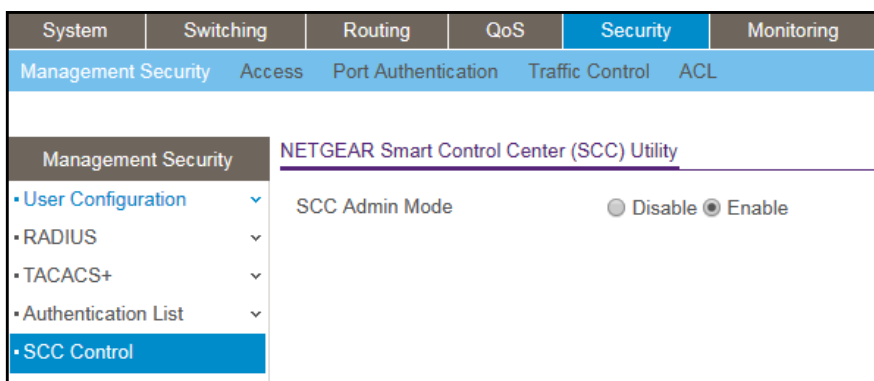 System Switching Routing QoS Security Monitoring
Management Security Access Port Authentication Traffic Control ACL
Management Security
User Configuration
RADIUS
TACACS+
Authentication List
SCC Control
NETGEAR Smart Control Center (SCC) Utility
SCC Admin Mode Disable Enable